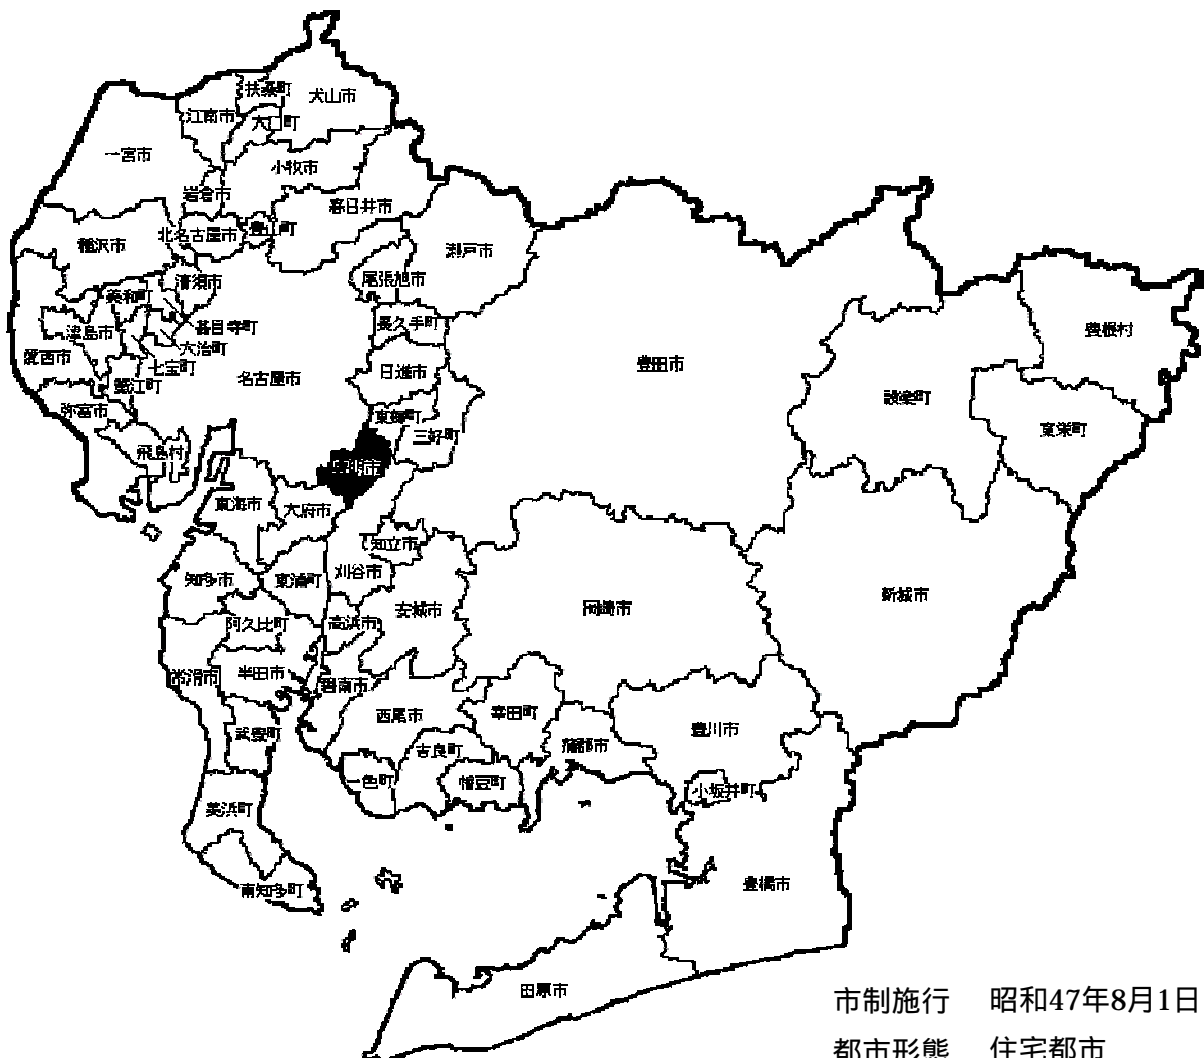 扶桑町
犬山市
江南市
大口町
一宮市
小牧市
岩倉市
春日井市
北名古屋市
豊山町
稲沢市
瀬戸市
清須市
尾張旭市
美和町
豊根村
甚目寺町
長久手町
津島市
大治町
愛西市
七宝町
豊田市
日進市
名古屋市
蟹江町
設楽町
弥富市
東郷町
三好町
東栄町
飛島村
豊明市
東海市
大府市
知立市
刈谷市
知多市
東浦町
新城市
岡崎市
安城市
阿久比町
高浜市
半田市
常滑市
碧南市
西尾市
幸田町
武豊町
豊川市
吉良町
蒲郡市
一色町
幡豆町
小坂井町
美浜町
豊橋市
南知多町
田原市
市制施行 昭和47年8月1日
都市形態 住宅都市